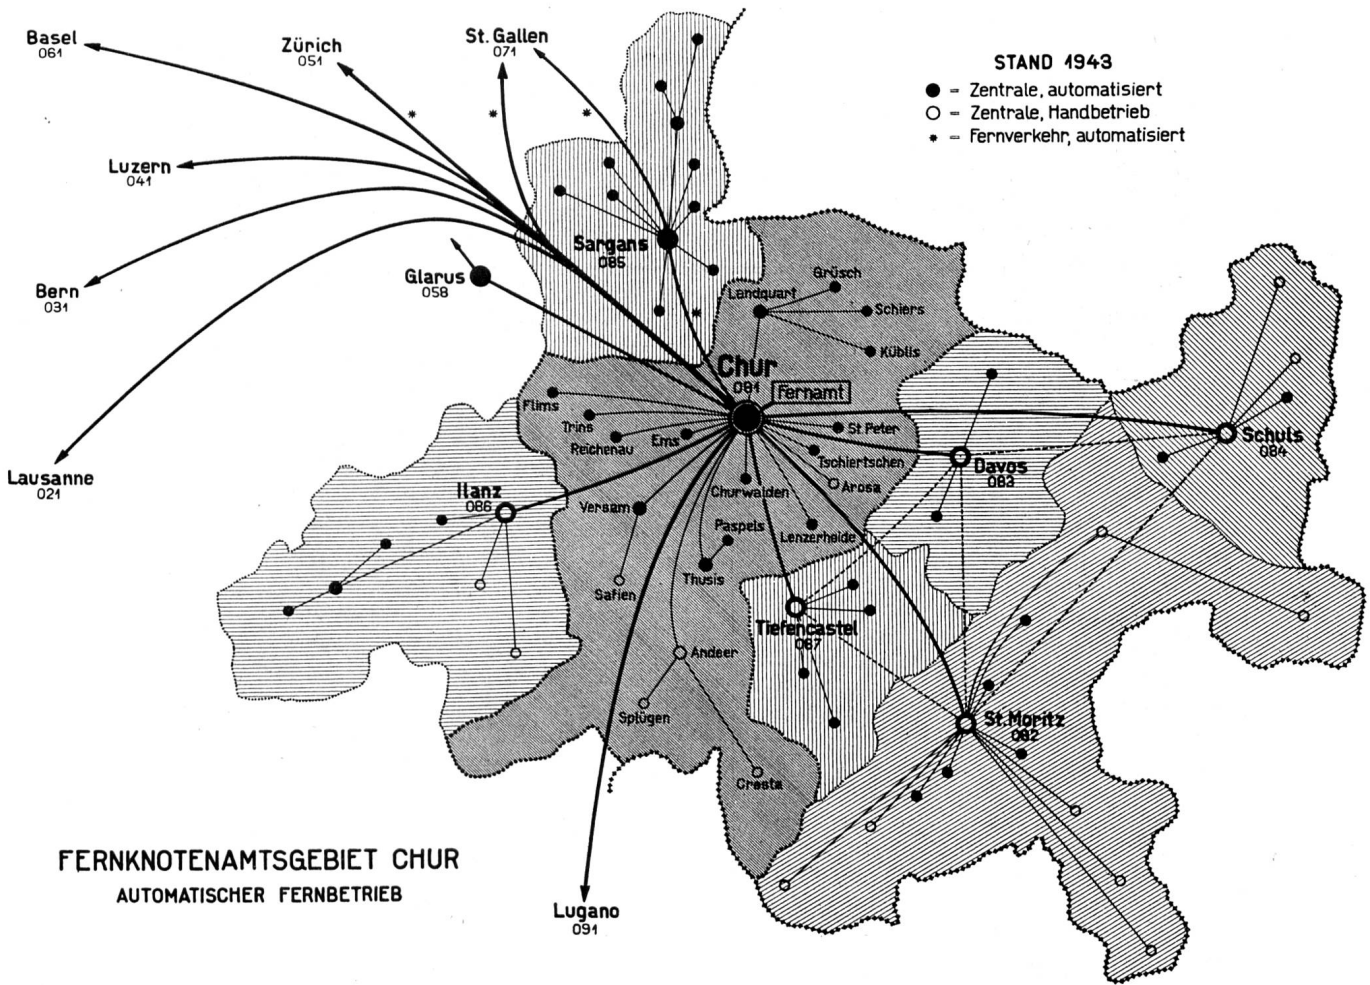 Basel
061
Zürich
051
St. Gallen
071
STAND 1943
● – Zentrale, automatisiert
○ – Zentrale, Handbetrieb
* – Fernverkehr, automatisiert
Luzern
041
Sargans
085
Glarus
058
Bern
031
Grüsch
Landquart
Schiers
Küblis
Chur
081
Fernamt
Flims
Trins
Reichenau
Ems
St. Peter
Tschiertschen
Arosa
Churwalden
Lenzerheide
Davos
083
Schuls
084
Lausanne
021
Ilanz
086
Versam
Paspels
Thusis
Safien
Tiefencastel
087
Andeer
Splügen
Cresta
St. Moritz
082
FERNKNOTENAMTSGEBIET CHUR
AUTOMATISCHER FERNBETRIEB
Lugano
091